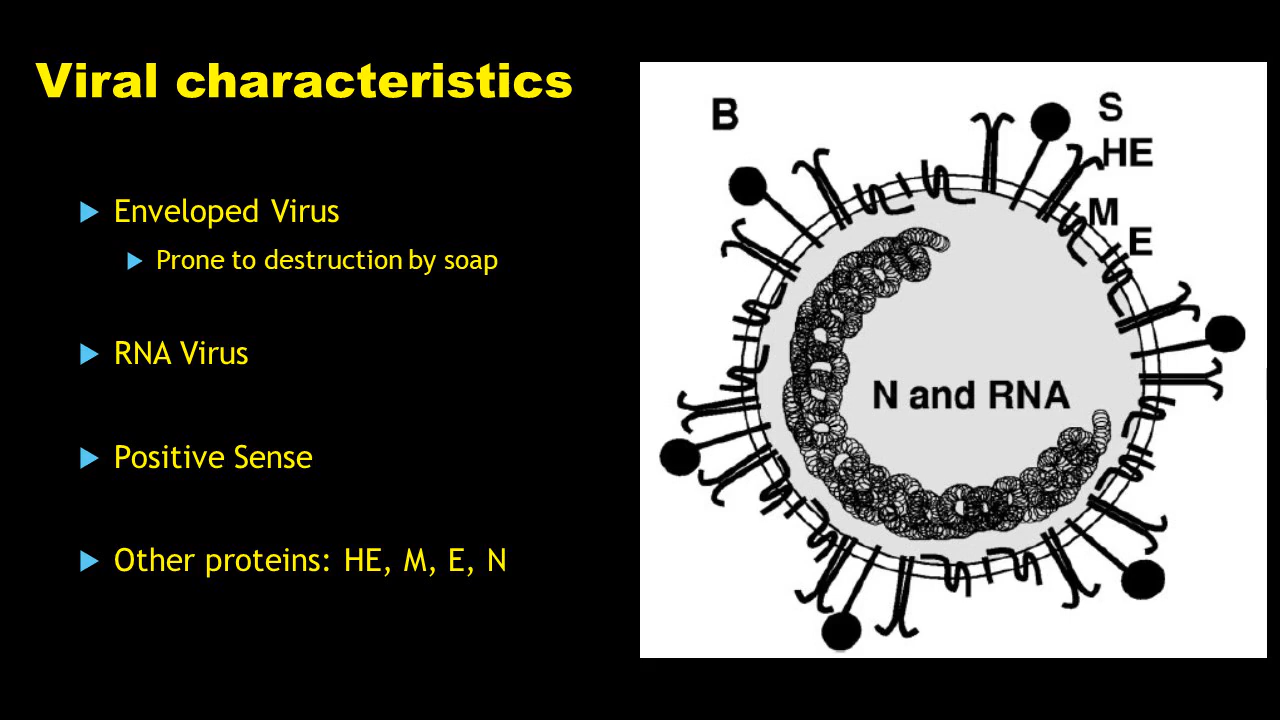 Viral characteristics
Enveloped Virus
Prone to destruction by soap
RNA Virus
Positive Sense
Other proteins: HE, M, E, N
B
S
HE
M
E
N and RNA